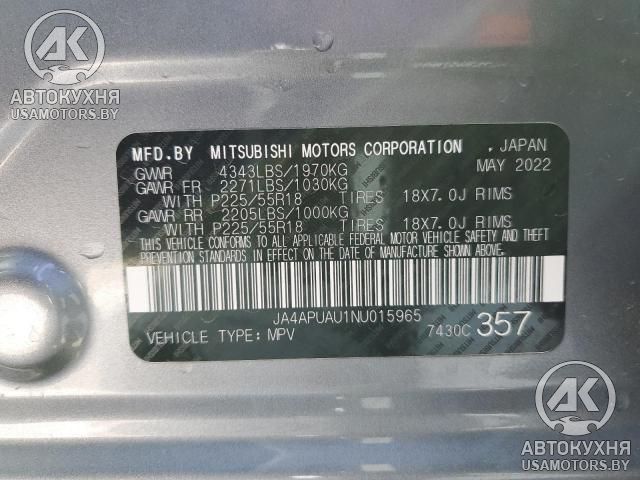 AK
АВТОКУХНЯ
USAMOTORS.BY
MFD.BY MITSUBISHI MOTORS CORPORATION . JAPAN
GVWR 4343LBS/1970KG MAY 2022
GAWR FR 2271LBS/1030KG
WITH P225/55R18 TIRES 18X7.0J RIMS
GAWR RR 2205LBS/1000KG
WITH P225/55R18 TIRES 18X7.0J RIMS
THIS VEHICLE CONFORMS TO ALL APPLICABLE FEDERAL MOTOR VEHICLE SAFETY AND THEFT
PREVENTION STANDARDS IN EFFECT ON THE DATE OF MANUFACTURE SHOWN ABOVE.
JA4APUAU1NU015965
VEHICLE TYPE: MPV 7430C 357
AK
АВТОКУХНЯ
USAMOTORS.BY